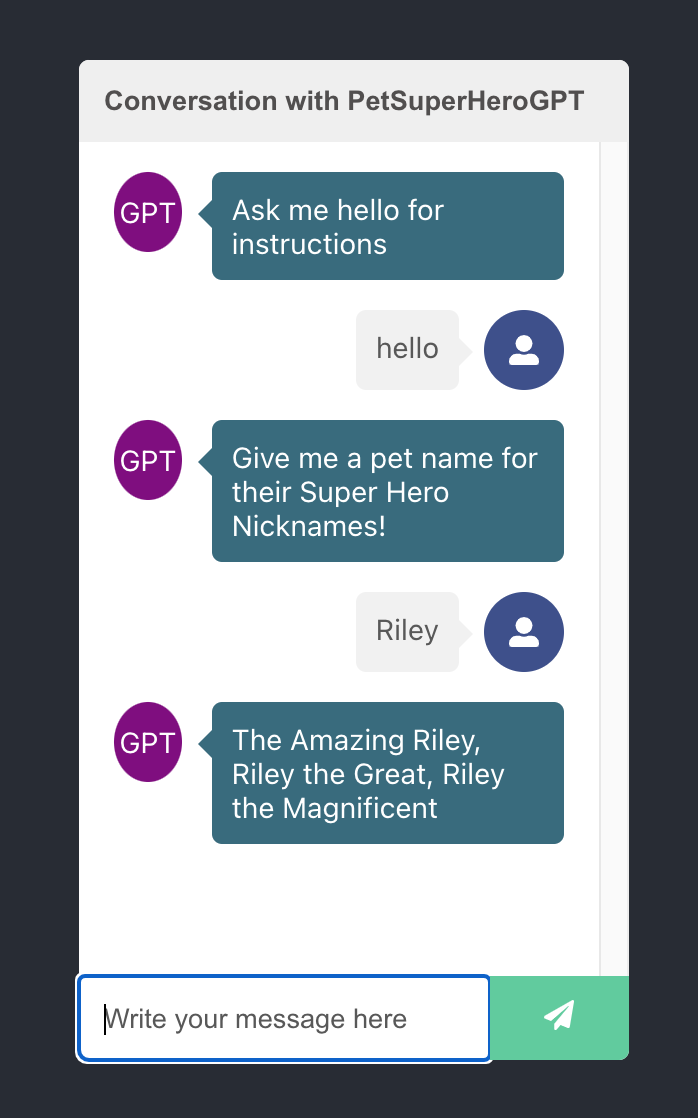 Conversation with PetSuperHeroGPT
GPT
Ask me hello for
instructions
hello
GPT
Give me a pet name for
their Super Hero
Nicknames!
Riley
GPT
The Amazing Riley,
Riley the Great, Riley
the Magnificent
Write your message here